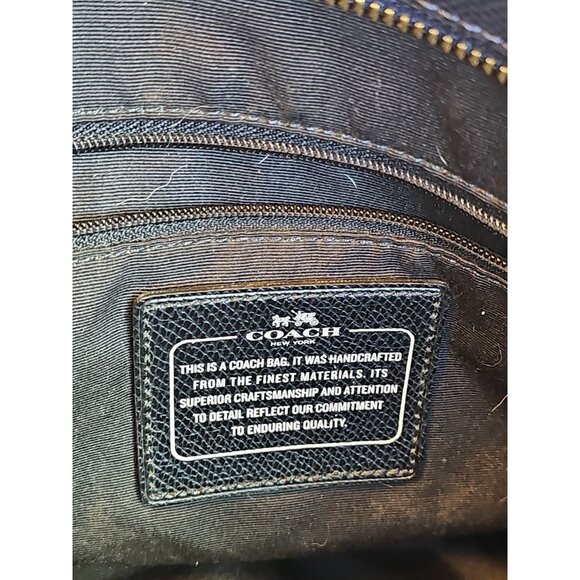 COACH
NEW YORK
THIS IS A COACH BAG. IT WAS HANDCRAFTED
FROM THE FINEST MATERIALS. ITS
SUPERIOR CRAFTSMANSHIP AND ATTENTION
TO DETAIL REFLECT OUR COMMITMENT
TO ENDURING QUALITY.